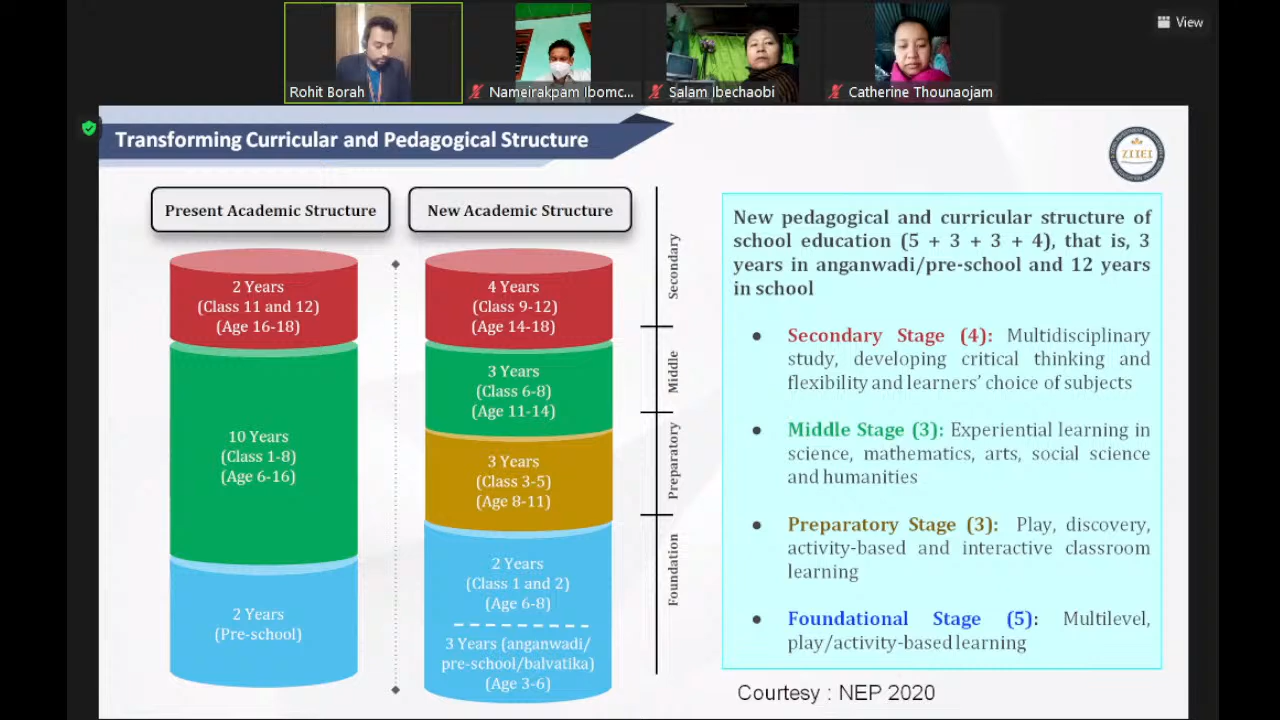 View
Rohit Borah
Nameirakpam Ibomc...
Salam Ibechaobi
Catherine Thounaojam
Transforming Curricular and Pedagogical Structure
ZIIEI
Present Academic Structure
New Academic Structure
2 Years
(Class 11 and 12)
(Age 16-18)
10 Years
(Class 1-8)
(Age 6-16)
2 Years
(Pre-school)
4 Years
(Class 9-12)
(Age 14-18)
3 Years
(Class 6-8)
(Age 11-14)
3 Years
(Class 3-5)
(Age 8-11)
2 Years
(Class 1 and 2)
(Age 6-8)
3 Years (anganwadi/
pre-school/balvatika)
(Age 3-6)
Secondary
Middle
Preparatory
Foundation
New pedagogical and curricular structure of
school education (5 + 3 + 3 + 4), that is, 3
years in anganwadi/pre-school and 12 years
in school
● Secondary Stage (4): Multidisciplinary
study, developing critical thinking and
flexibility and learners' choice of subjects
● Middle Stage (3): Experiential learning in
science, mathematics, arts, social science
and humanities
● Preparatory Stage (3): Play, discovery,
activity-based and interactive classroom
learning
● Foundational Stage (5): Multilevel,
play/activity-based learning
Courtesy : NEP 2020